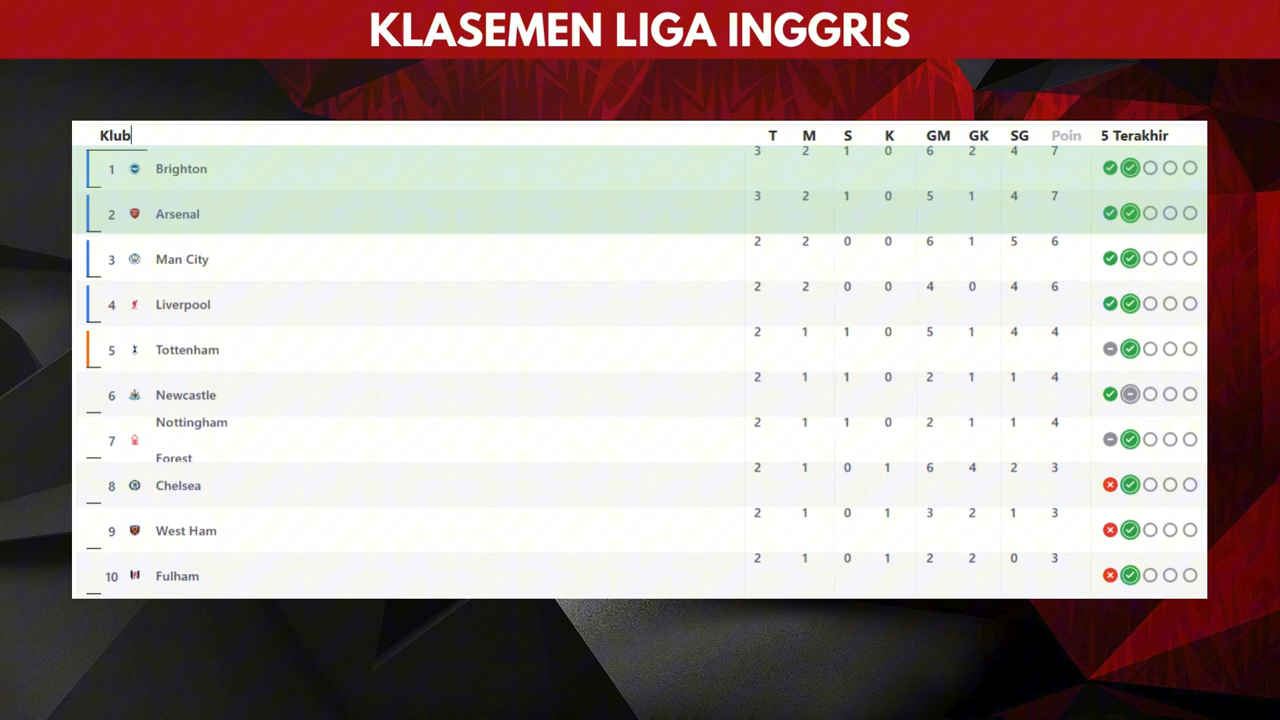 KLASEMEN LIGA INGGRIS
Klub T M S K GM GK SG Poin 5 Terakhir
1 Brighton 3 2 1 0 6 2 4 7
2 Arsenal 3 2 1 0 5 1 4 7
3 Man City 2 2 0 0 6 1 5 6
4 Liverpool 2 2 0 0 4 0 4 6
5 Tottenham 2 1 1 0 5 1 4 4
6 Newcastle 2 1 1 0 2 1 1 4
7 Nottingham Forest 2 1 1 0 2 1 1 4
8 Chelsea 2 1 0 1 6 4 2 3
9 West Ham 2 1 0 1 3 2 1 3
10 Fulham 2 1 0 1 2 2 0 3